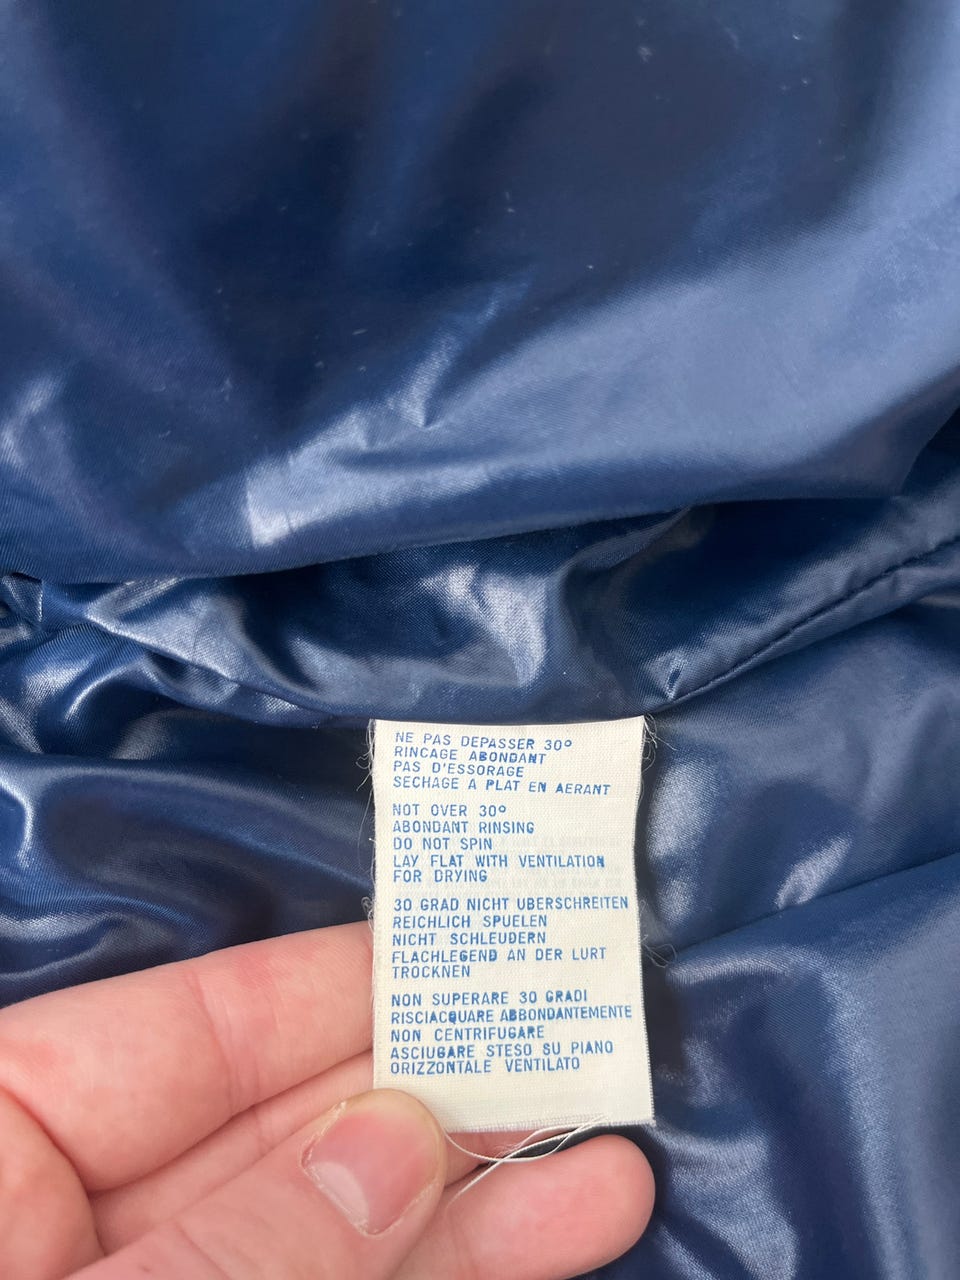 NE PAS DEPASSER 30°
RINCAGE ABONDANT
PAS D'ESSORAGE
SECHAGE A PLAT EN AERANT
NOT OVER 30°
ABONDANT RINSING
DO NOT SPIN
LAY FLAT WITH VENTILATION
FOR DRYING
30 GRAD NICHT UBERSCHREITEN
REICHLICH SPUELEN
NICHT SCHLEUDERN
FLACHLEGEND AN DER LURT
TROCKNEN
NON SUPERARE 30 GRADI
RISCIACQUARE ABBONDANTEMENTE
NON CENTRIFUGARE
ASCIUGARE STESO SU PIANO
ORIZZONTALE VENTILATO